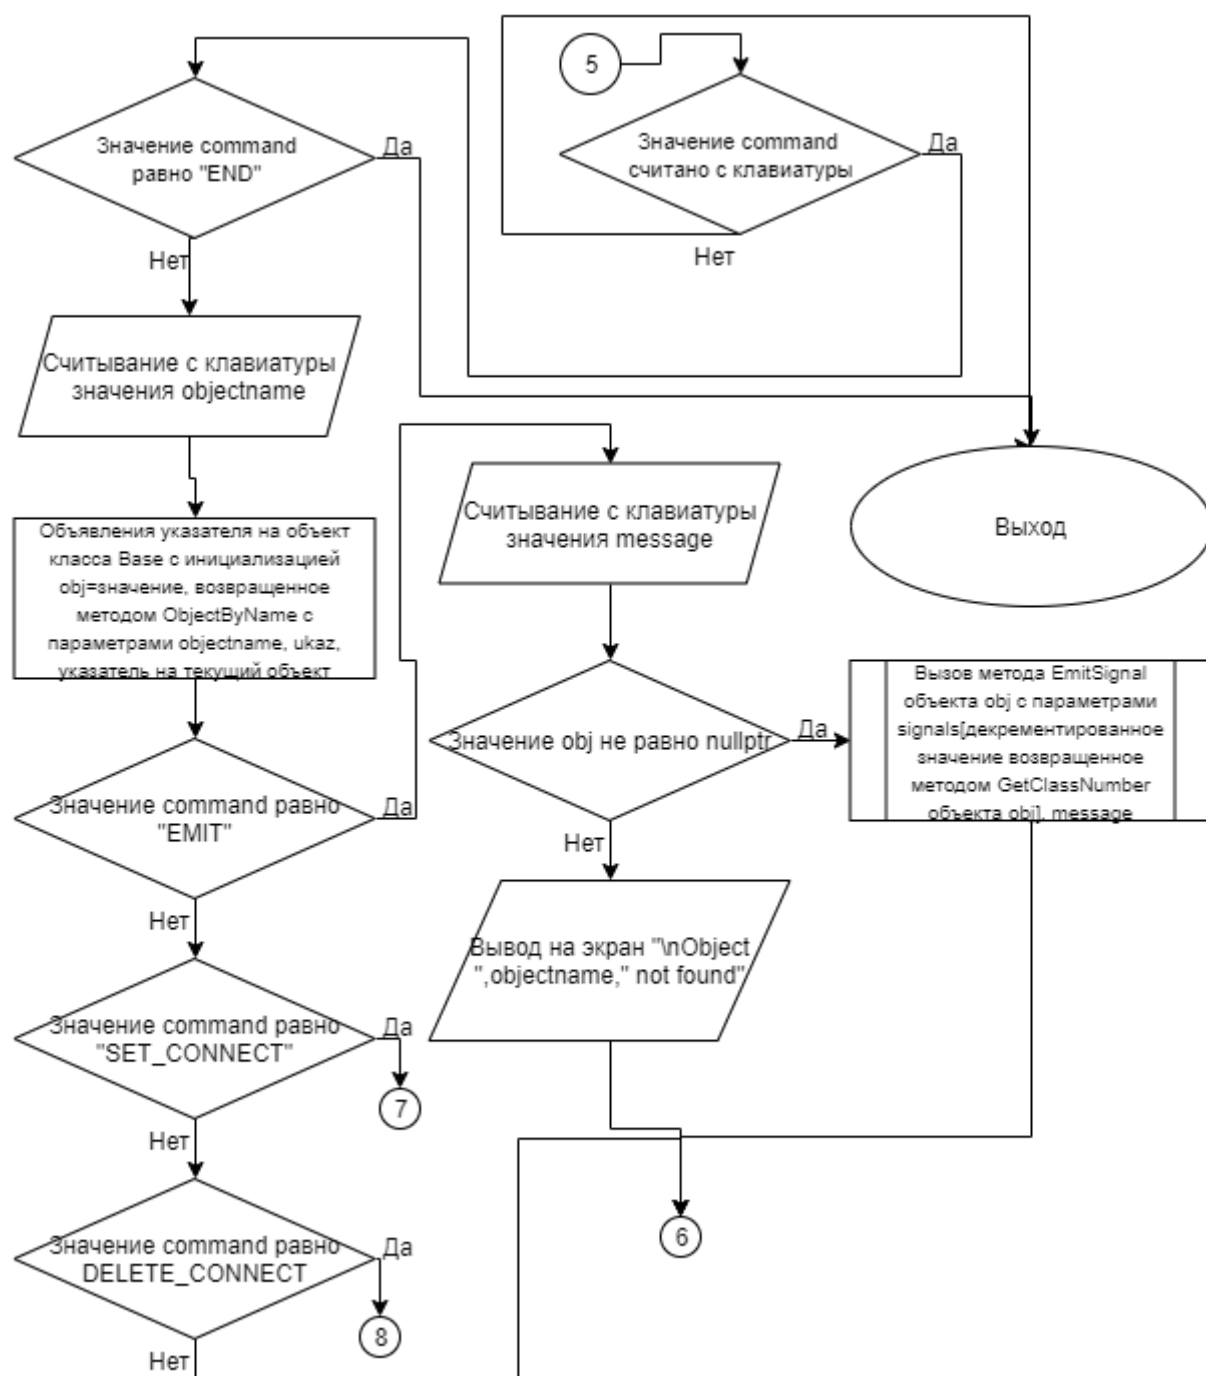 5
Значение command
равно "END"
Да
Нет
Значение command
считано с клавиатуры
Да
Нет
Считывание с клавиатуры
значения objectname
Объявления указателя на объект
класса Base с инициализацией
obj=значение, возвращенное
методом ObjectByName с
параметрами objectname, ukaz,
указатель на текущий объект
Значение command равно
"EMIT"
Да
Нет
Считывание с клавиатуры
значения message
Выход
Значение obj не равно nullptr
Да
Нет
Вызов метода EmitSignal
объекта obj с параметрами
signals[декрементированное
значение возвращенное
методом GetClassNumber
объекта obj], message
Вывод на экран "\nObject
",objectname," not found"
Значение command равно
"SET_CONNECT"
Да
7
Нет
6
Значение command равно
DELETE_CONNECT
Да
8
Нет